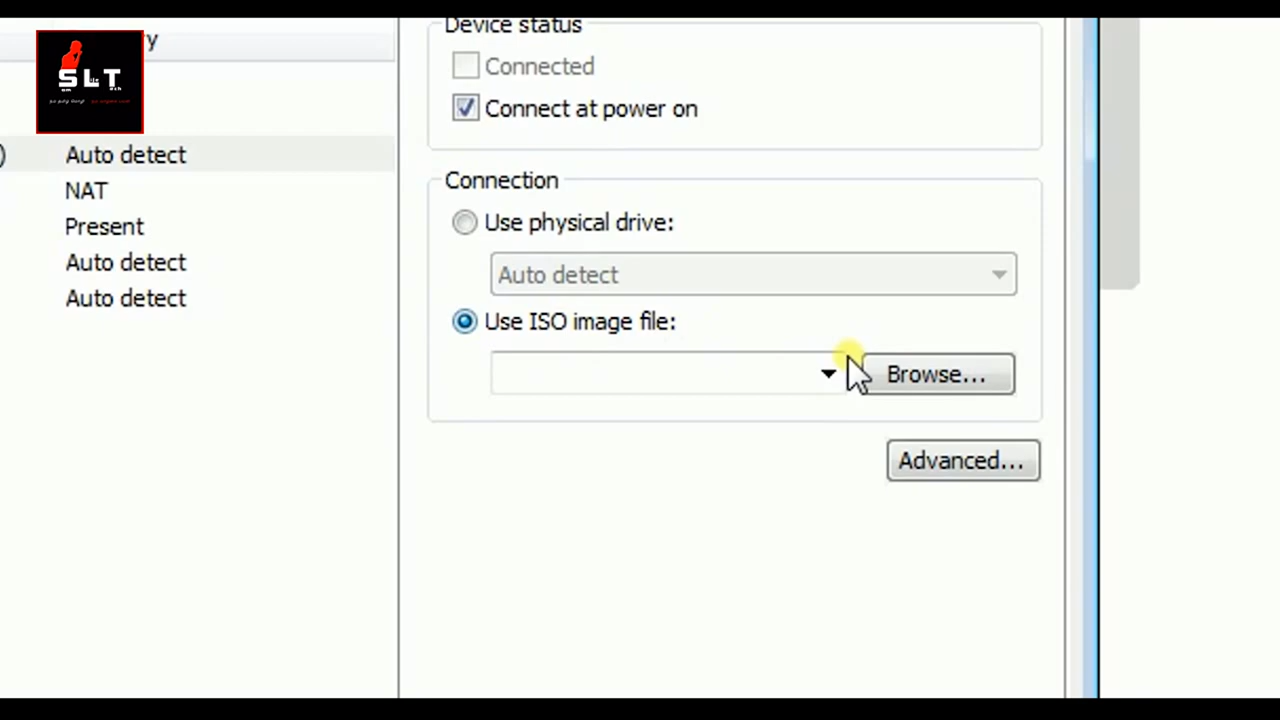 Device status
y
SLT
Connected
Connect at power on
)
Auto detect
NAT
Present
Auto detect
Auto detect
Connection
Use physical drive:
Auto detect
Use ISO image file:
Browse...
Advanced...